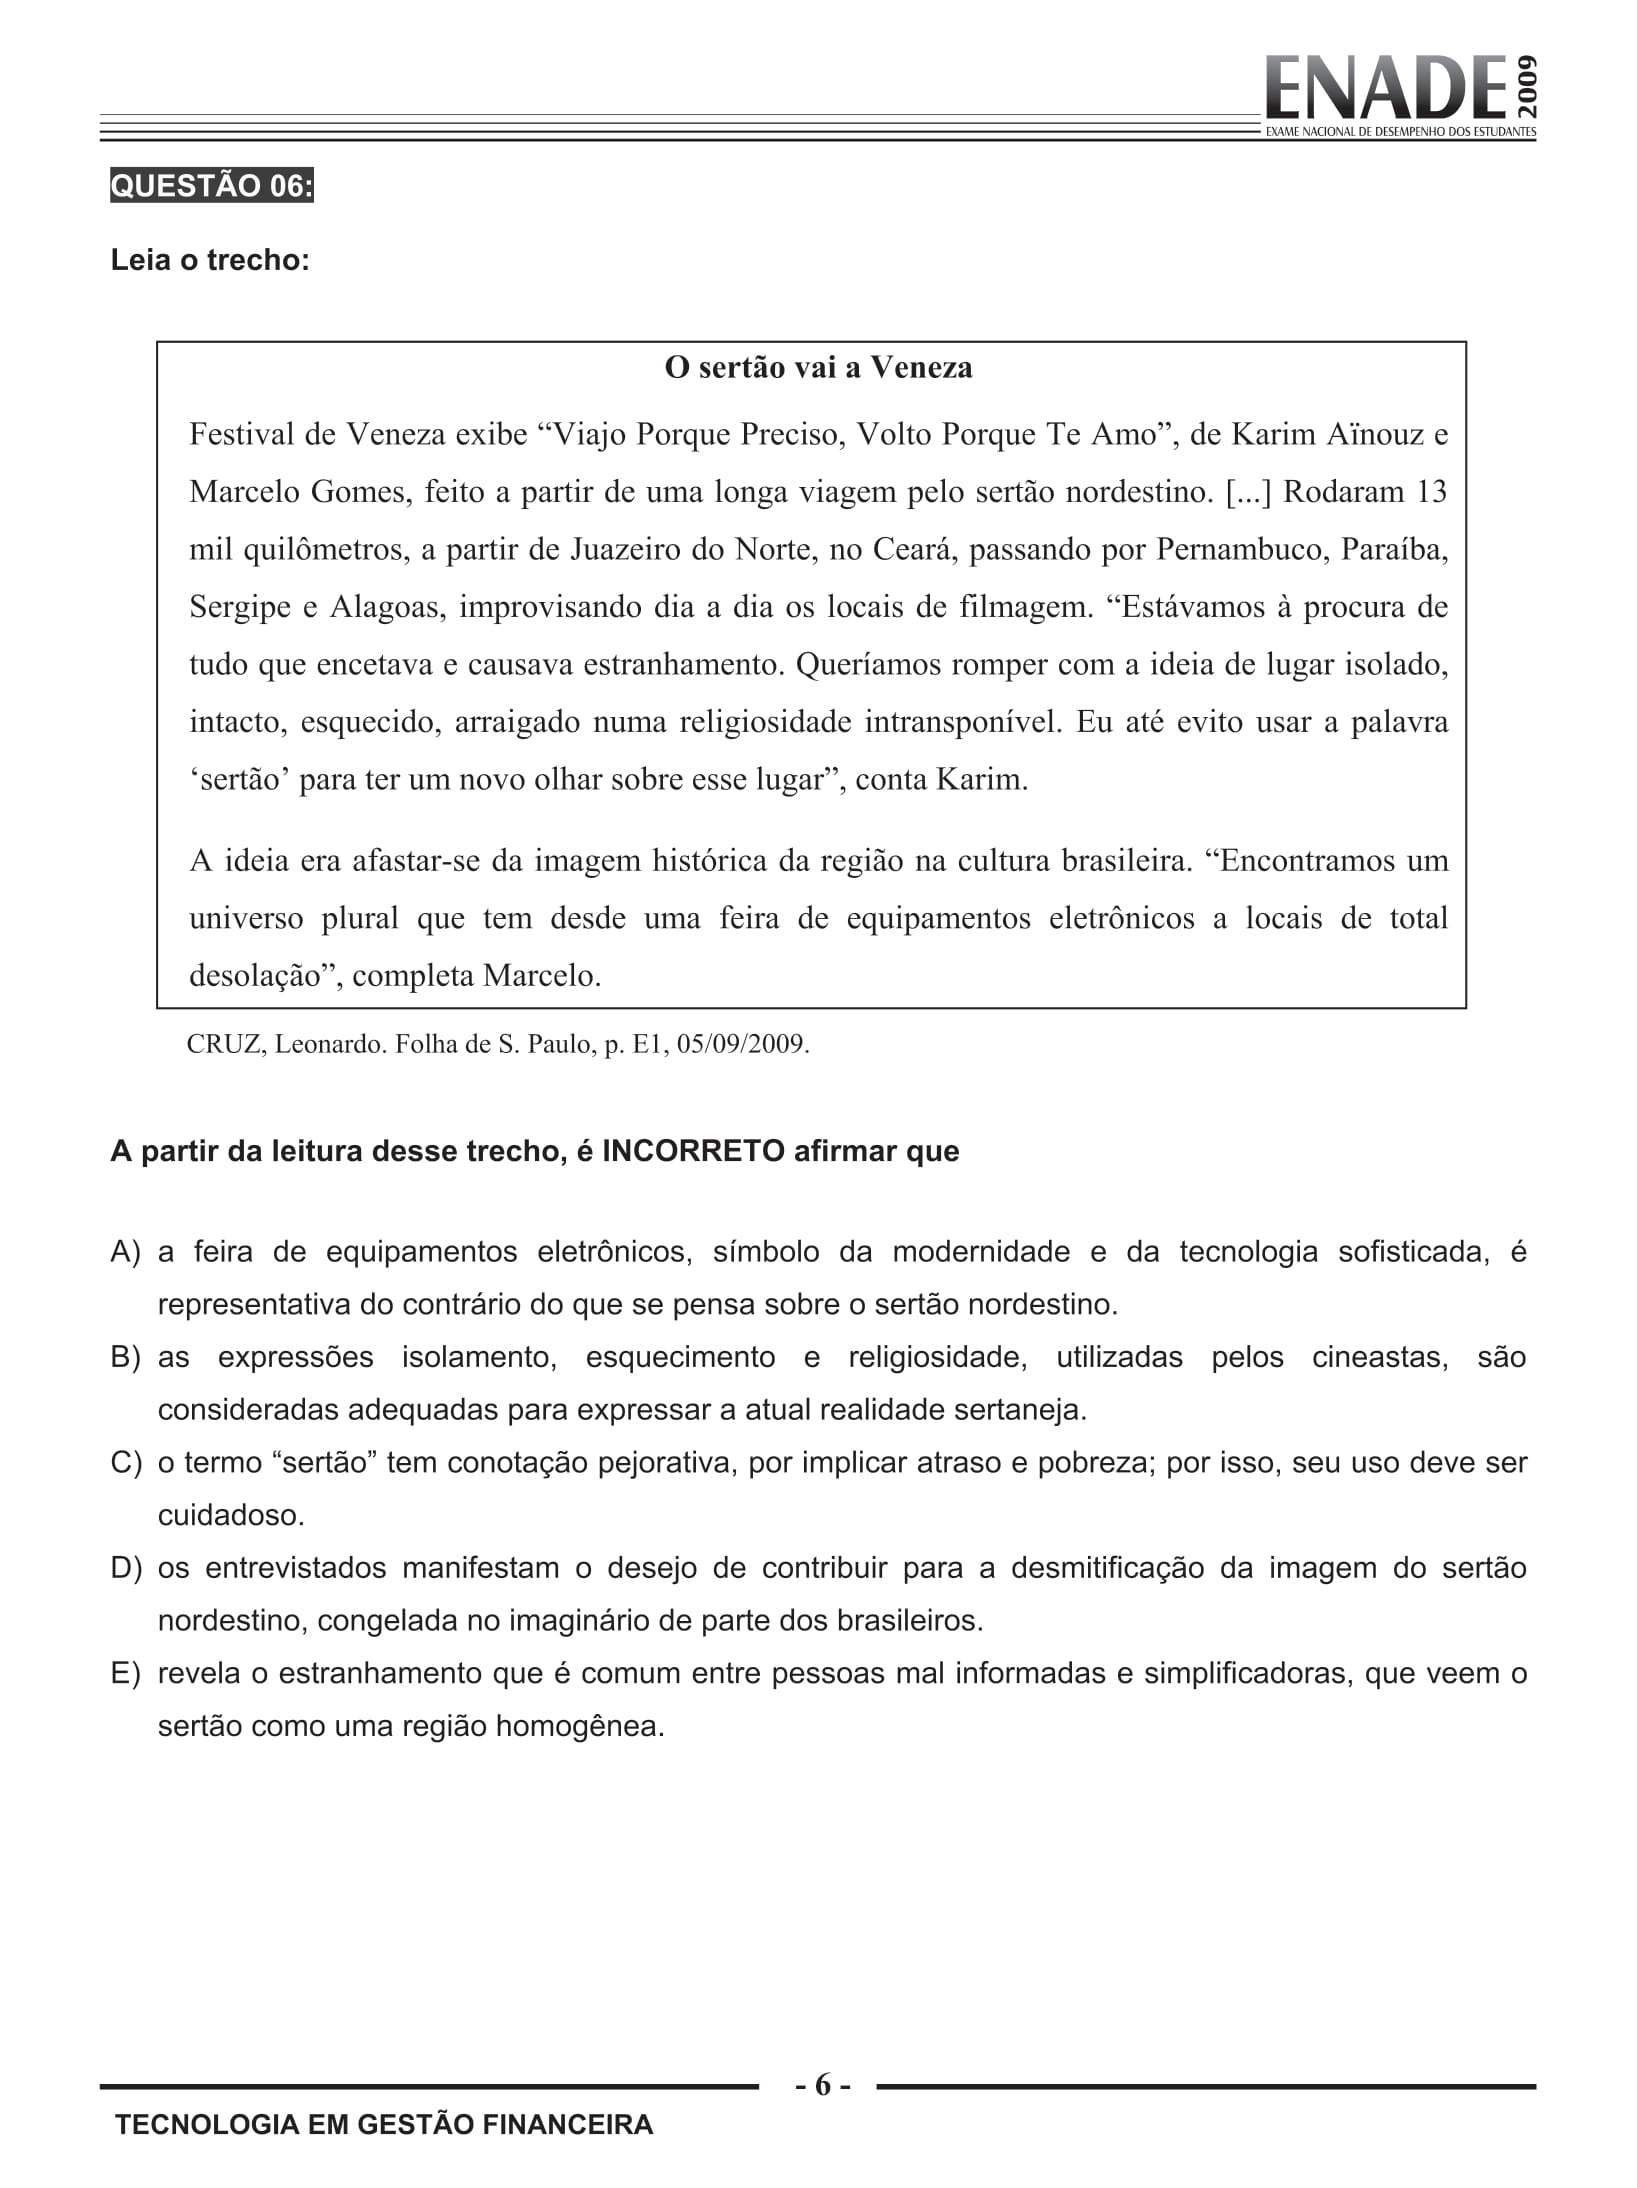 ENADE 2009
EXAME NACIONAL DE DESEMPENHO DOS ESTUDANTES
QUESTÃO 06:
Leia o trecho:
O sertão vai a Veneza
Festival de Veneza exibe “Viajo Porque Preciso, Volto Porque Te Amo”, de Karim Aïnouz e
Marcelo Gomes, feito a partir de uma longa viagem pelo sertão nordestino. [...] Rodaram 13
mil quilômetros, a partir de Juazeiro do Norte, no Ceará, passando por Pernambuco, Paraíba,
Sergipe e Alagoas, improvisando dia a dia os locais de filmagem. “Estávamos à procura de
tudo que encetava e causava estranhamento. Queríamos romper com a ideia de lugar isolado,
intacto, esquecido, arraigado numa religiosidade intransponível. Eu até evito usar a palavra
‘sertão’ para ter um novo olhar sobre esse lugar”, conta Karim.
A ideia era afastar-se da imagem histórica da região na cultura brasileira. “Encontramos um
universo plural que tem desde uma feira de equipamentos eletrônicos a locais de total
desolação”, completa Marcelo.
CRUZ, Leonardo. Folha de S. Paulo, p. E1, 05/09/2009.
A partir da leitura desse trecho, é INCORRETO afirmar que
A) a feira de equipamentos eletrônicos, símbolo da modernidade e da tecnologia sofisticada, é
representativa do contrário do que se pensa sobre o sertão nordestino.
B) as expressões isolamento, esquecimento e religiosidade, utilizadas pelos cineastas, são
consideradas adequadas para expressar a atual realidade sertaneja.
C) o termo “sertão” tem conotação pejorativa, por implicar atraso e pobreza; por isso, seu uso deve ser
cuidadoso.
D) os entrevistados manifestam o desejo de contribuir para a desmitificação da imagem do sertão
nordestino, congelada no imaginário de parte dos brasileiros.
E) revela o estranhamento que é comum entre pessoas mal informadas e simplificadoras, que veem o
sertão como uma região homogênea.
- 6 -
TECNOLOGIA EM GESTÃO FINANCEIRA